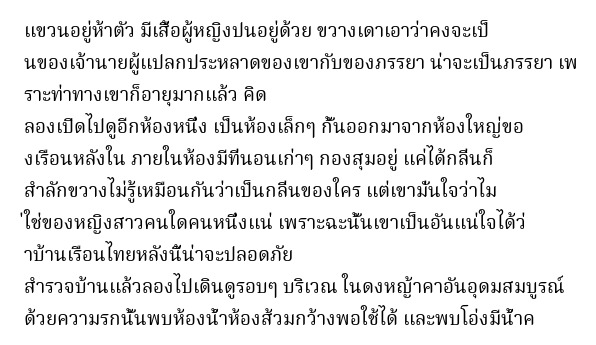 แขวนอยู่ห้าตัว มีเสื้อผู้หญิงปนอยู่ด้วย ขวางเดาเอาว่าคงจะเป็
นของเจ้านายผู้แปลกประหลาดของเขากับของภรรยา น่าจะเป็นภรรยา เพ
ราะท่าทางเขาก็อายุมากแล้ว คิด
ลองเปิดไปดูอีกห้องหนึ่ง เป็นห้องเล็กๆ กั้นออกมาจากห้องใหญ่ขอ
งเรือนหลังใน ภายในห้องมีที่นอนเก่าๆ กองสุมอยู่ แค่ได้กลิ่นก็
สำลักขวางไม่รู้เหมือนกันว่าเป็นกลิ่นของใคร แต่เขามั่นใจว่าไม
่ใช่ของหญิงสาวคนใดคนหนึ่งแน่ เพราะฉะนั้นเขาเป็นอันแน่ใจได้ว่
าบ้านเรือนไทยหลังนี้น่าจะปลอดภัย
สำรวจบ้านแล้วลองไปเดินดูรอบๆ บริเวณ ในดงหญ้าคาอันอุดมสมบูรณ์
ด้วยความรกนั้นพบห้องน้ำห้องส้วมกว้างพอใช้ได้ และพบโอ่งมีน้ำค